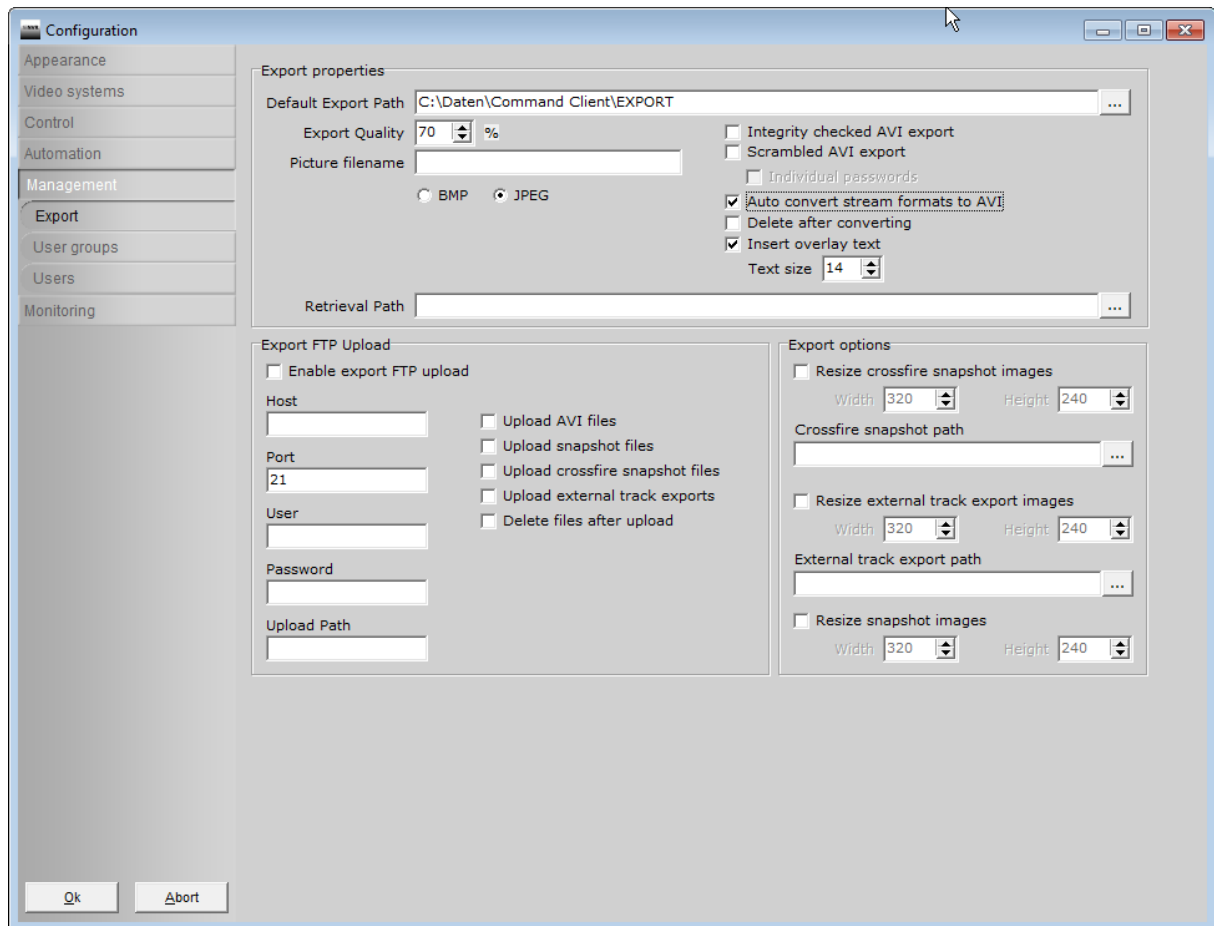 Configuration
Appearance
Video systems
Control
Automation
Management
Export
User groups
Users
Monitoring
Export properties
Default Export Path C:\Daten\Command Client\EXPORT ...
Export Quality 70 %
Picture filename
BMP JPEG
Integrity checked AVI export
Scrambled AVI export
Individual passwords
Auto convert stream formats to AVI
Delete after converting
Insert overlay text
Text size 14
Retrieval Path ...
Export FTP Upload
Enable export FTP upload
Host
Port
21
User
Password
Upload Path
Upload AVI files
Upload snapshot files
Upload crossfire snapshot files
Upload external track exports
Delete files after upload
Export options
Resize crossfire snapshot images
Width 320 Height 240
Crossfire snapshot path
...
Resize external track export images
Width 320 Height 240
External track export path
...
Resize snapshot images
Width 320 Height 240
Ok Abort